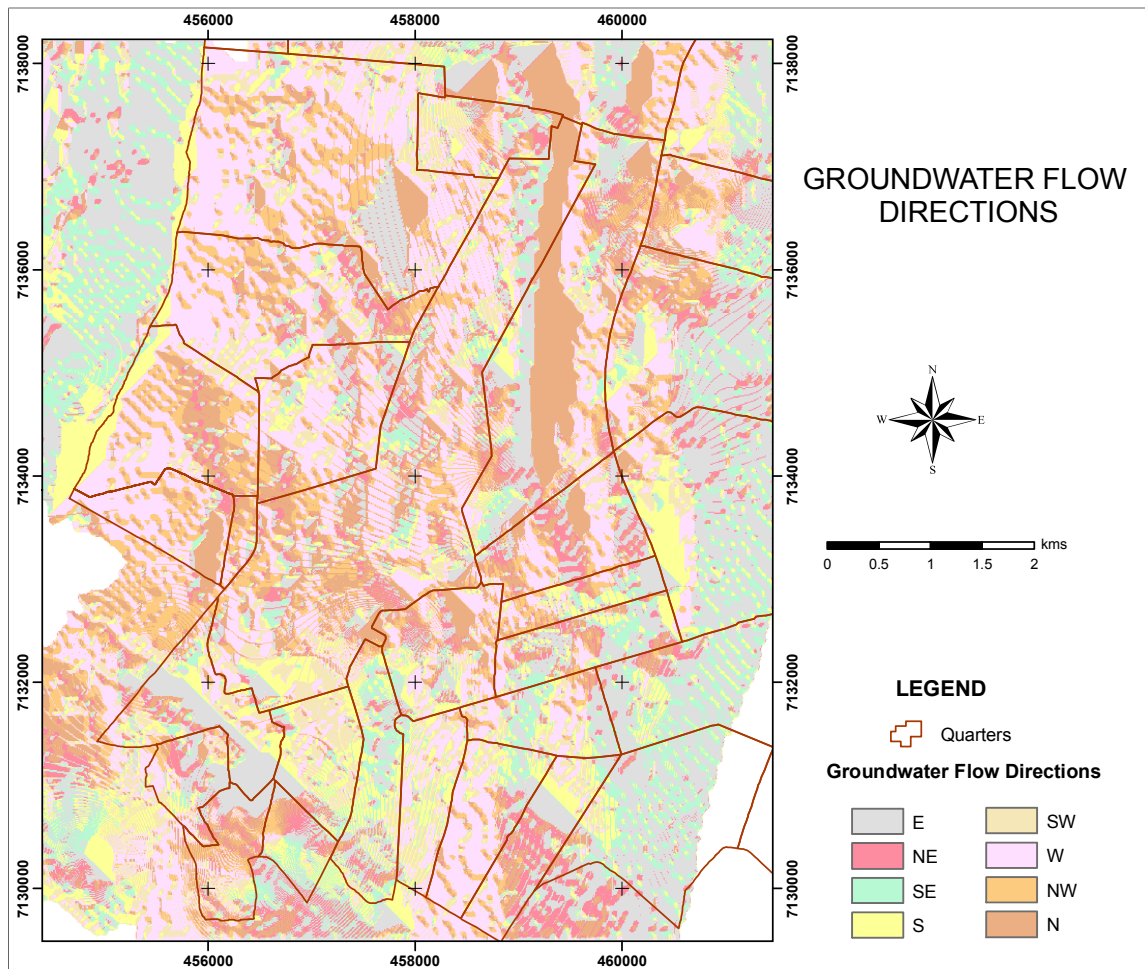 456000 458000 460000
7138000 7138000
7136000 7136000
7134000 7134000
7132000 7132000
7130000 7130000
456000 458000 460000
GROUNDWATER FLOW
DIRECTIONS
N
W E
S
kms
0 0.5 1 1.5 2
LEGEND
Quarters
Groundwater Flow Directions
E SW
NE W
SE NW
S N